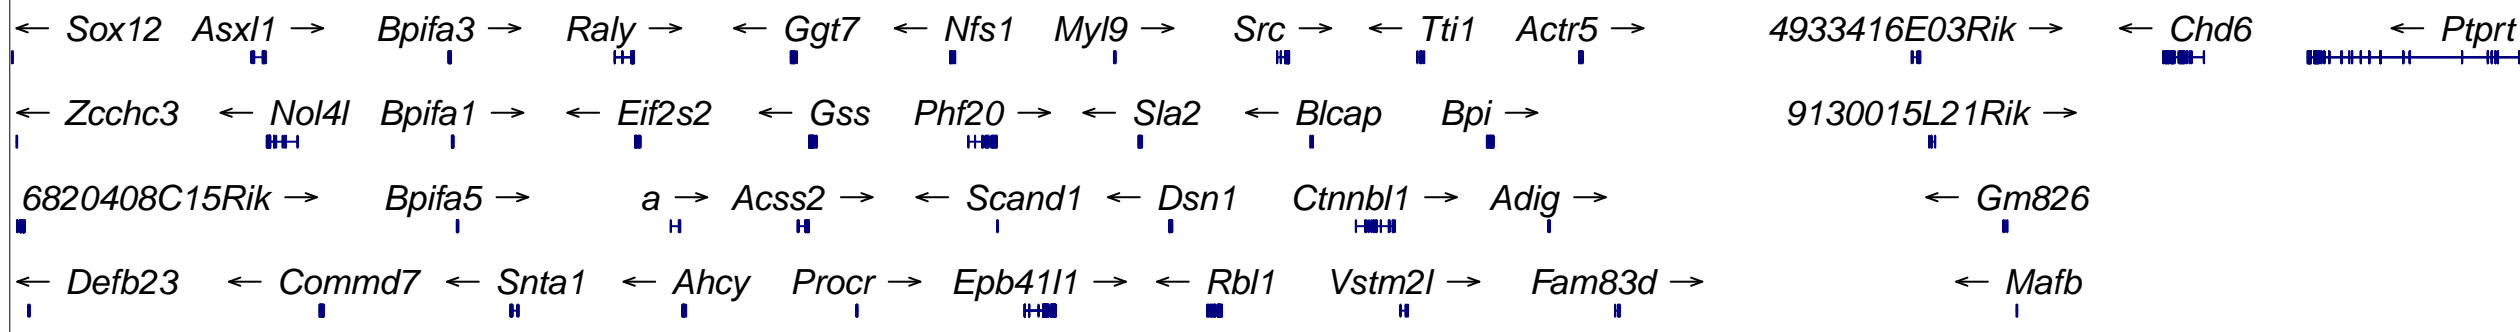 ← Sox12 Asxl1 → Bpifa3 → Raly → ← Ggt7 ← Nfs1 Myl9 → Src → ← Tti1 Actr5 → 4933416E03Rik → ← Chd6 ← Ptprt
← Zcchc3 ← Nol4l Bpifa1 → ← Eif2s2 ← Gss Phf20 → ← Sla2 ← Blcap Bpi → 9130015L21Rik →
6820408C15Rik → Bpifa5 → a → Acss2 → ← Scand1 ← Dsn1 Ctnnbl1 → Adig → ← Gm826
← Defb23 ← Commd7 ← Snta1 ← Ahcy Procr → Epb41l1 → ← Rbl1 Vstm2l → Fam83d → ← Mafb